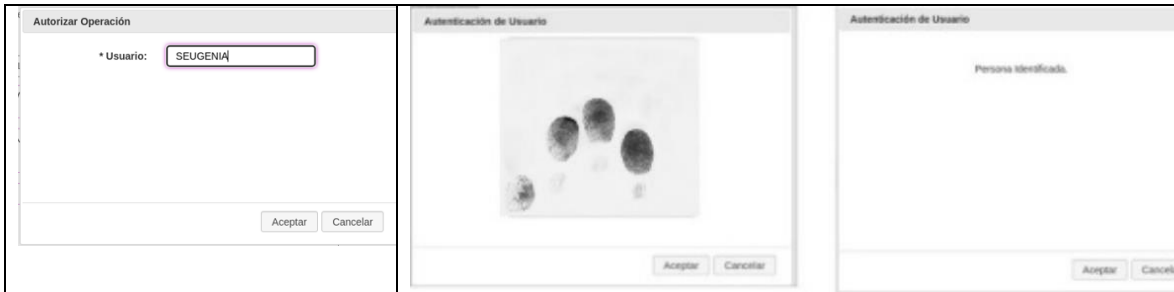 Autorizar Operación
* Usuario: SEUGENIA
Aceptar Cancelar
Autenticación de Usuario
Aceptar Cancelar
Autenticación de Usuario
Persona Identificada.
Aceptar